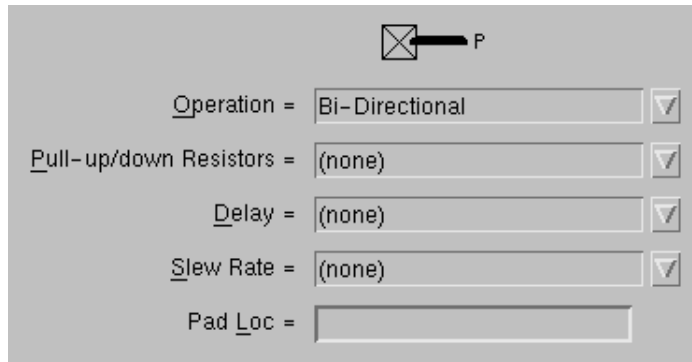 P
Operation = Bi-Directional
Pull-up/down Resistors = (none)
Delay = (none)
Slew Rate = (none)
Pad Loc =